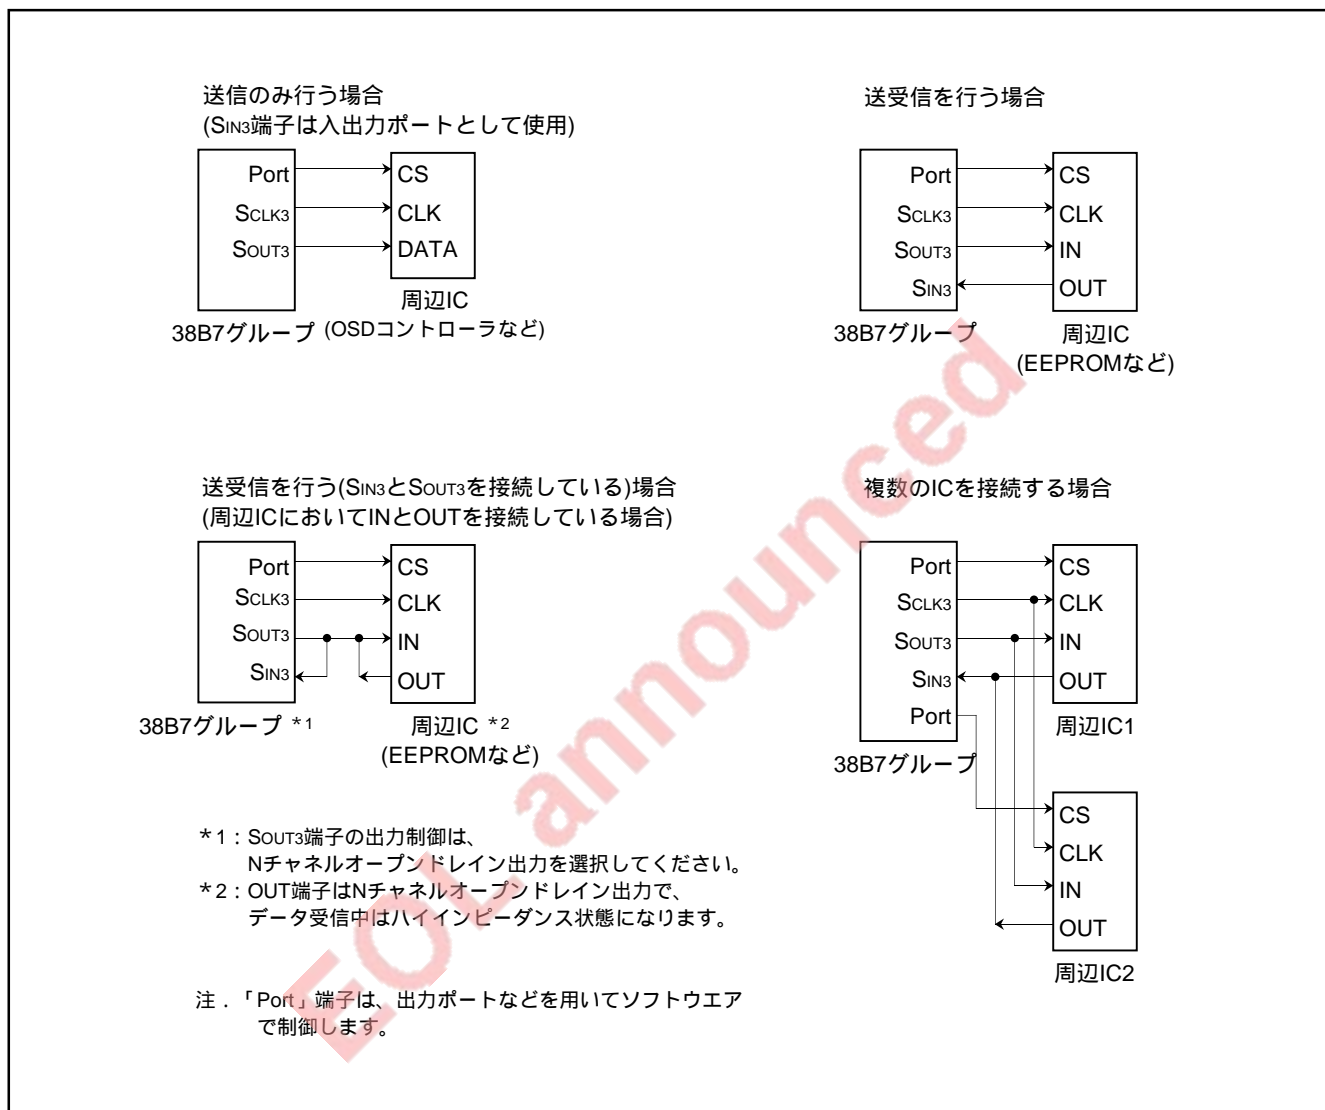 送信のみ行う場合
(SIN3端子は入出力ポートとして使用)
Port
SCLK3
SOUT3
CS
CLK
DATA
38B7グループ
周辺IC
(OSDコントローラなど)
送受信を行う場合
Port
SCLK3
SOUT3
SIN3
CS
CLK
IN
OUT
38B7グループ
周辺IC
(EEPROMなど)
送受信を行う(SIN3とSOUT3を接続している)場合
(周辺ICにおいてINとOUTを接続している場合)
Port
SCLK3
SOUT3
SIN3
CS
CLK
IN
OUT
38B7グループ *1
周辺IC *2
(EEPROMなど)
複数のICを接続する場合
Port
SCLK3
SOUT3
SIN3
Port
CS
CLK
IN
OUT
38B7グループ
周辺IC1
CS
CLK
IN
OUT
周辺IC2
*1:SOUT3端子の出力制御は、
Nチャネルオープンドレイン出力を選択してください。
*2:OUT端子はNチャネルオープンドレイン出力で、
データ受信中はハイインピーダンス状態になります。
注.「Port」端子は、出力ポートなどを用いてソフトウエア
で制御します。
EOL announced